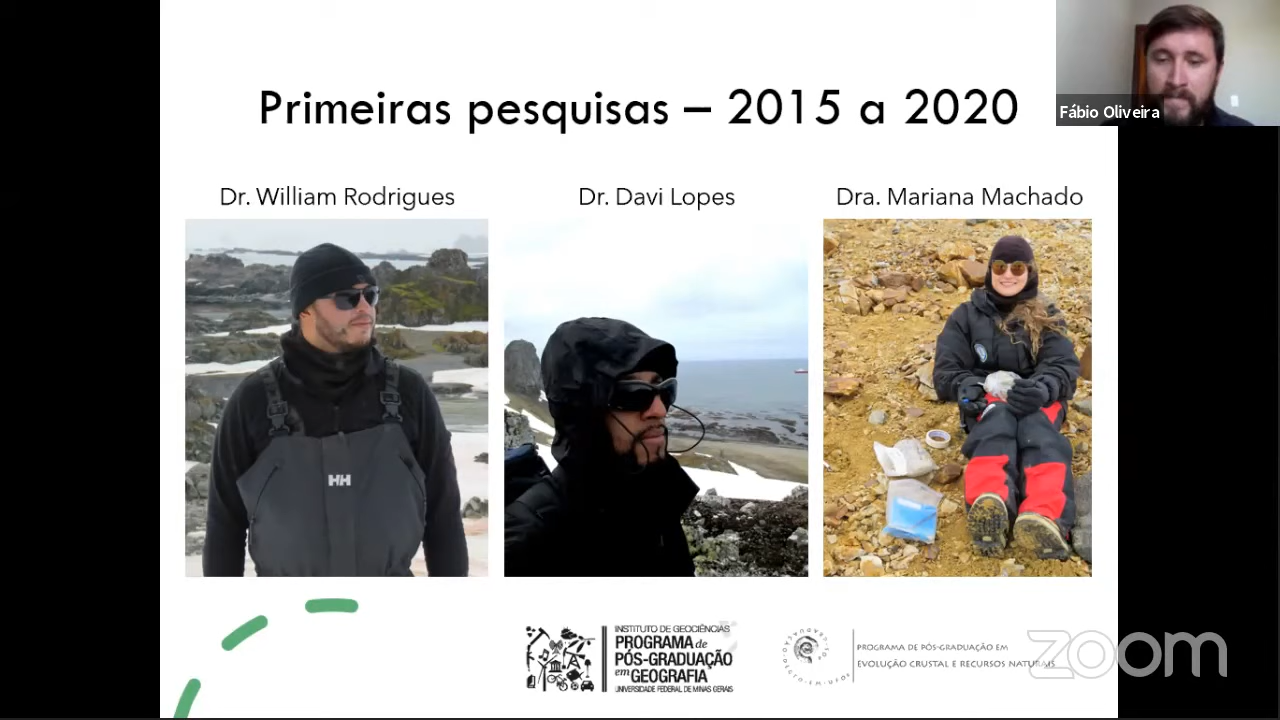 Primeiras pesquisas – 2015 a 2020
Fábio Oliveira
Dr. William Rodrigues
Dr. Davi Lopes
Dra. Mariana Machado
HH
INSTITUTO DE GEOCIÊNCIAS
PROGRAMA de
PÓS-GRADUAÇÃO
em GEOGRAFIA
UNIVERSIDADE FEDERAL DE MINAS GERAIS
PROGRAMA DE PÓS-GRADUAÇÃO EM
EVOLUÇÃO CRUSTAL E RECURSOS NATURAIS
zoom